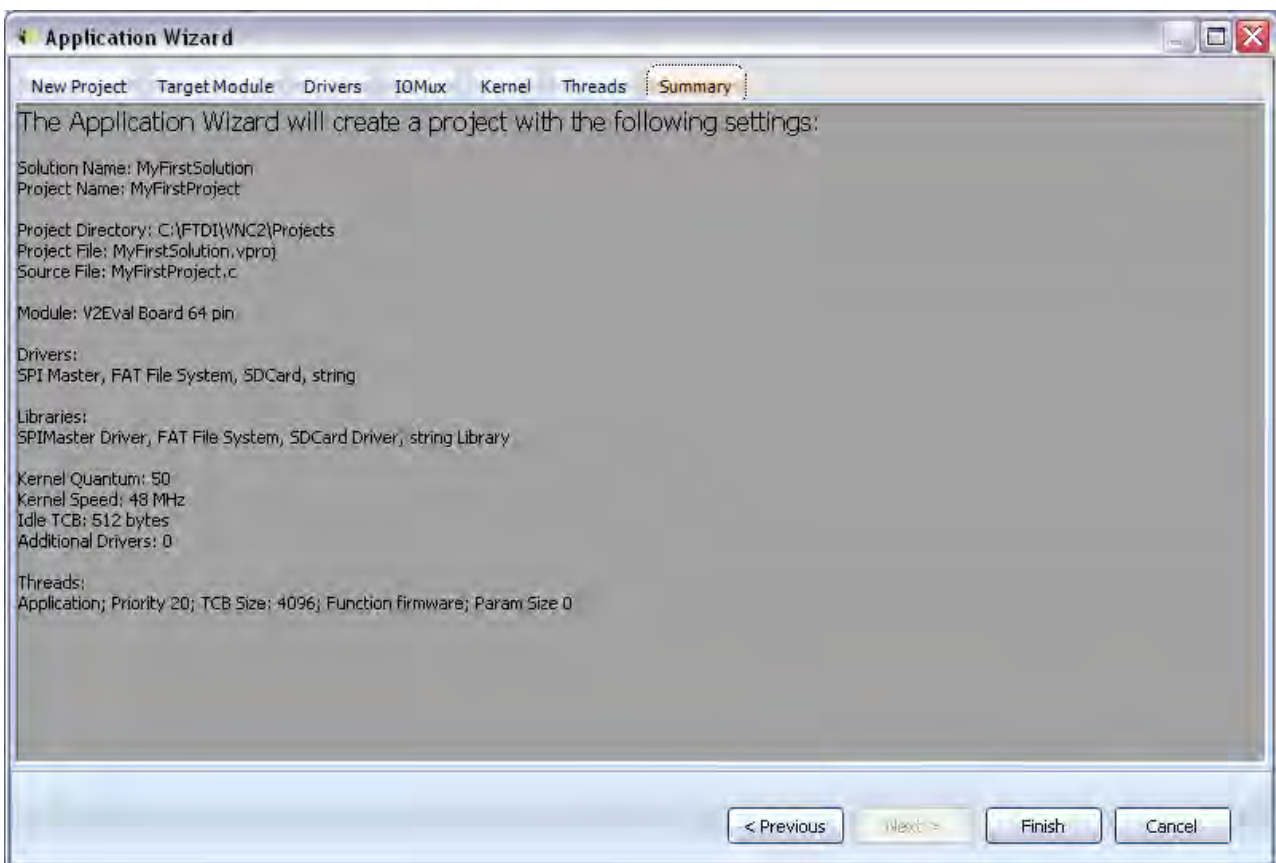 Application Wizard
New Project Target Module Drivers IOMux Kernel Threads Summary
The Application Wizard will create a project with the following settings:
Solution Name: MyFirstSolution
Project Name: MyFirstProject
Project Directory: C:\FTDI\VNC2\Projects
Project File: MyFirstSolution.vproj
Source File: MyFirstProject.c
Module: V2Eval Board 64 pin
Drivers:
SPI Master, FAT File System, SDCard, string
Libraries:
SPIMaster Driver, FAT File System, SDCard Driver, string Library
Kernel Quantum: 50
Kernel Speed: 48 MHz
Idle TCB: 512 bytes
Additional Drivers: 0
Threads:
Application; Priority 20; TCB Size: 4096; Function firmware; Param Size 0
< Previous Next > Finish Cancel